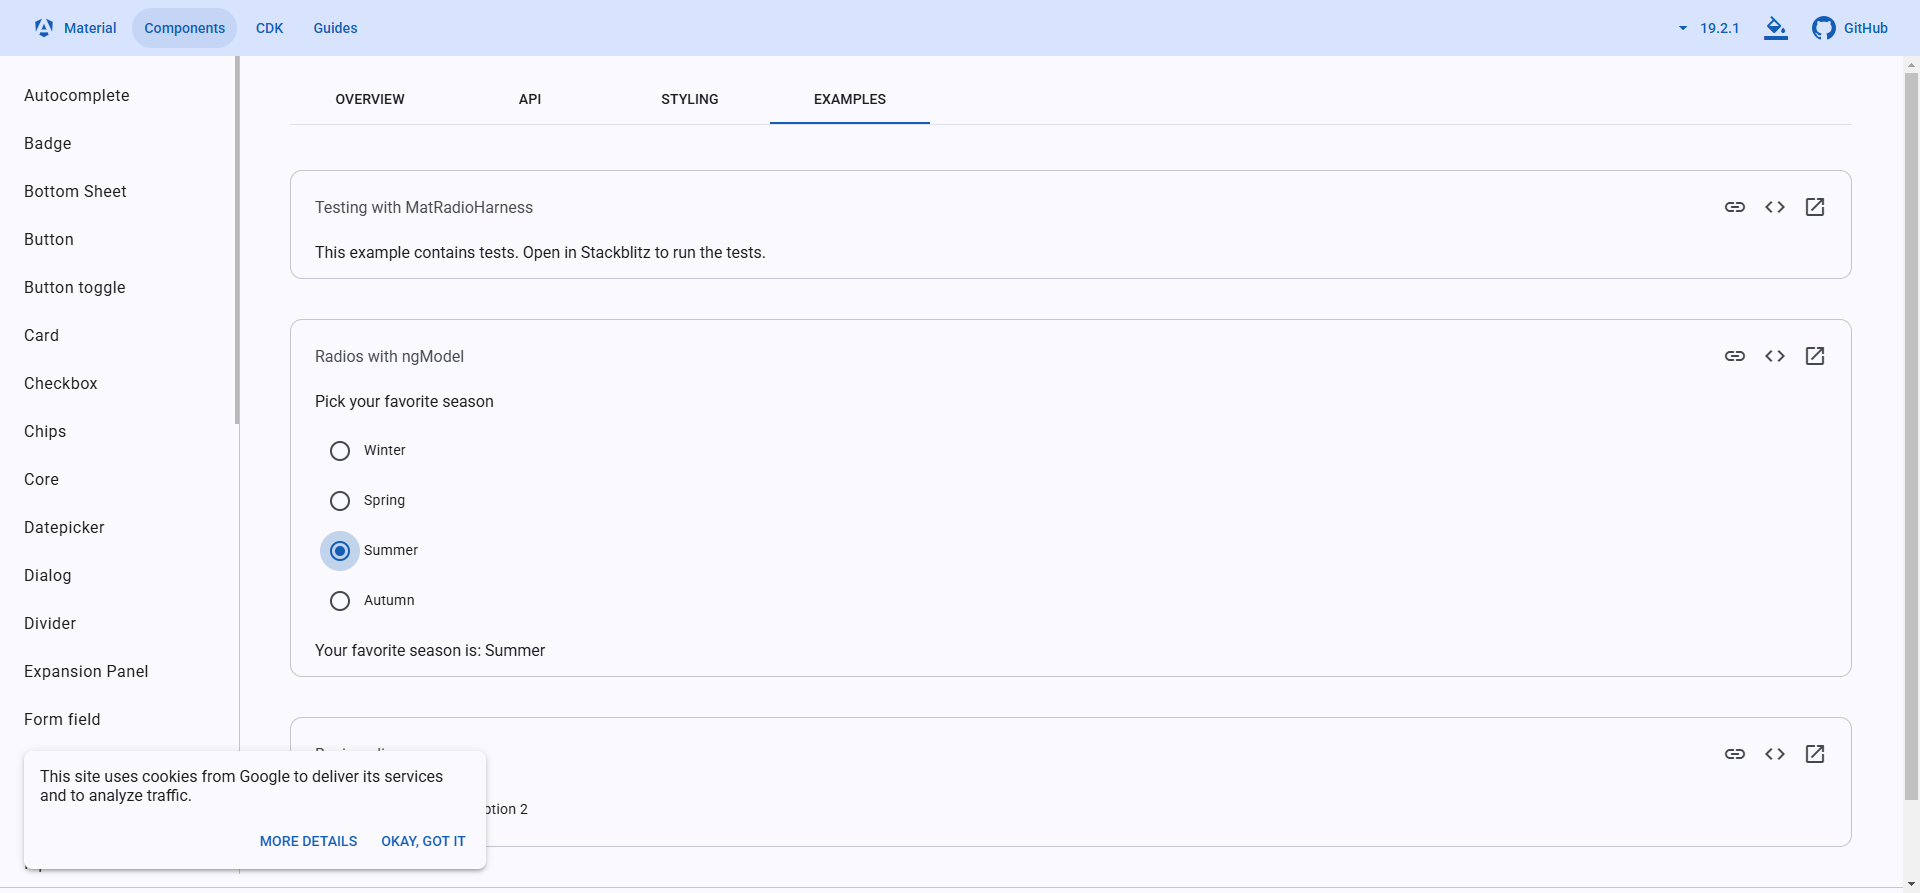 Material
Components
CDK
Guides
19.2.1
GitHub
Autocomplete
Badge
Bottom Sheet
Button
Button toggle
Card
Checkbox
Chips
Core
Datepicker
Dialog
Divider
Expansion Panel
Form field
OVERVIEW
API
STYLING
EXAMPLES
Testing with MatRadioHarness
This example contains tests. Open in Stackblitz to run the tests.
Radios with ngModel
Pick your favorite season
Winter
Spring
Summer
Autumn
Your favorite season is: Summer
2
This site uses cookies from Google to deliver its services
and to analyze traffic.
MORE DETAILS
OKAY, GOT IT